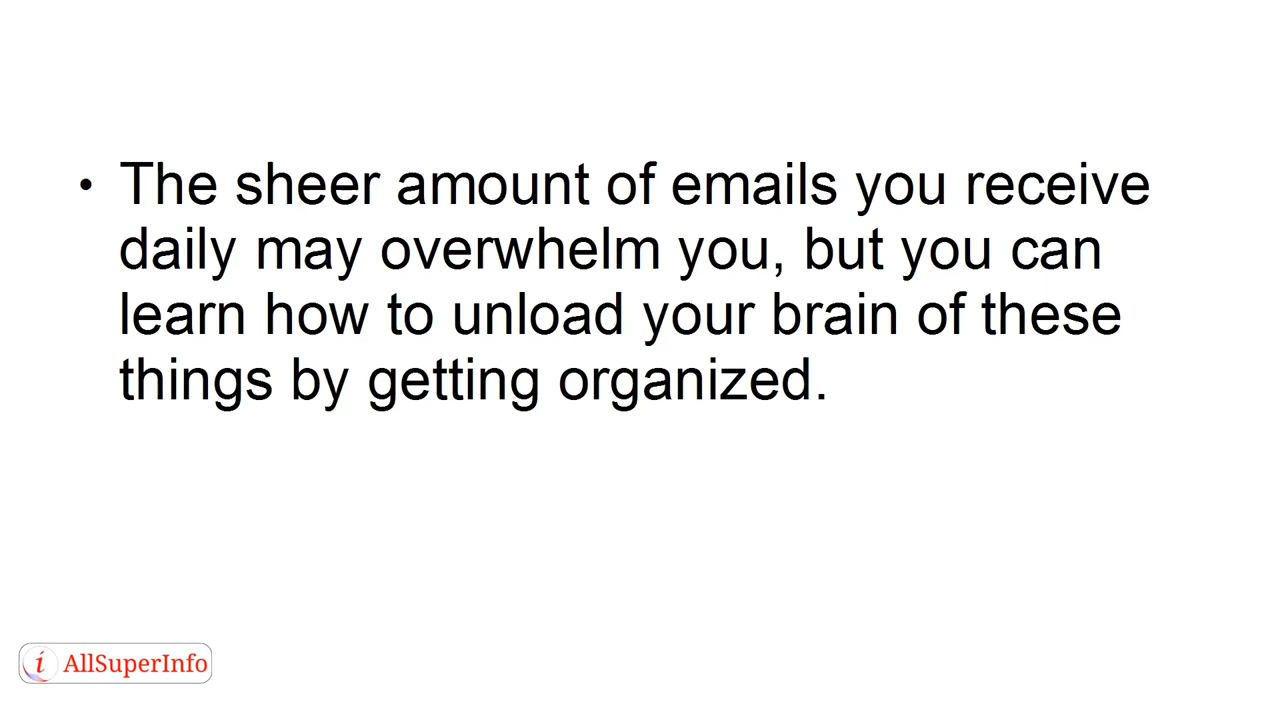 • The sheer amount of emails you receive
daily may overwhelm you, but you can
learn how to unload your brain of these
things by getting organized.
i AllSuperInfo